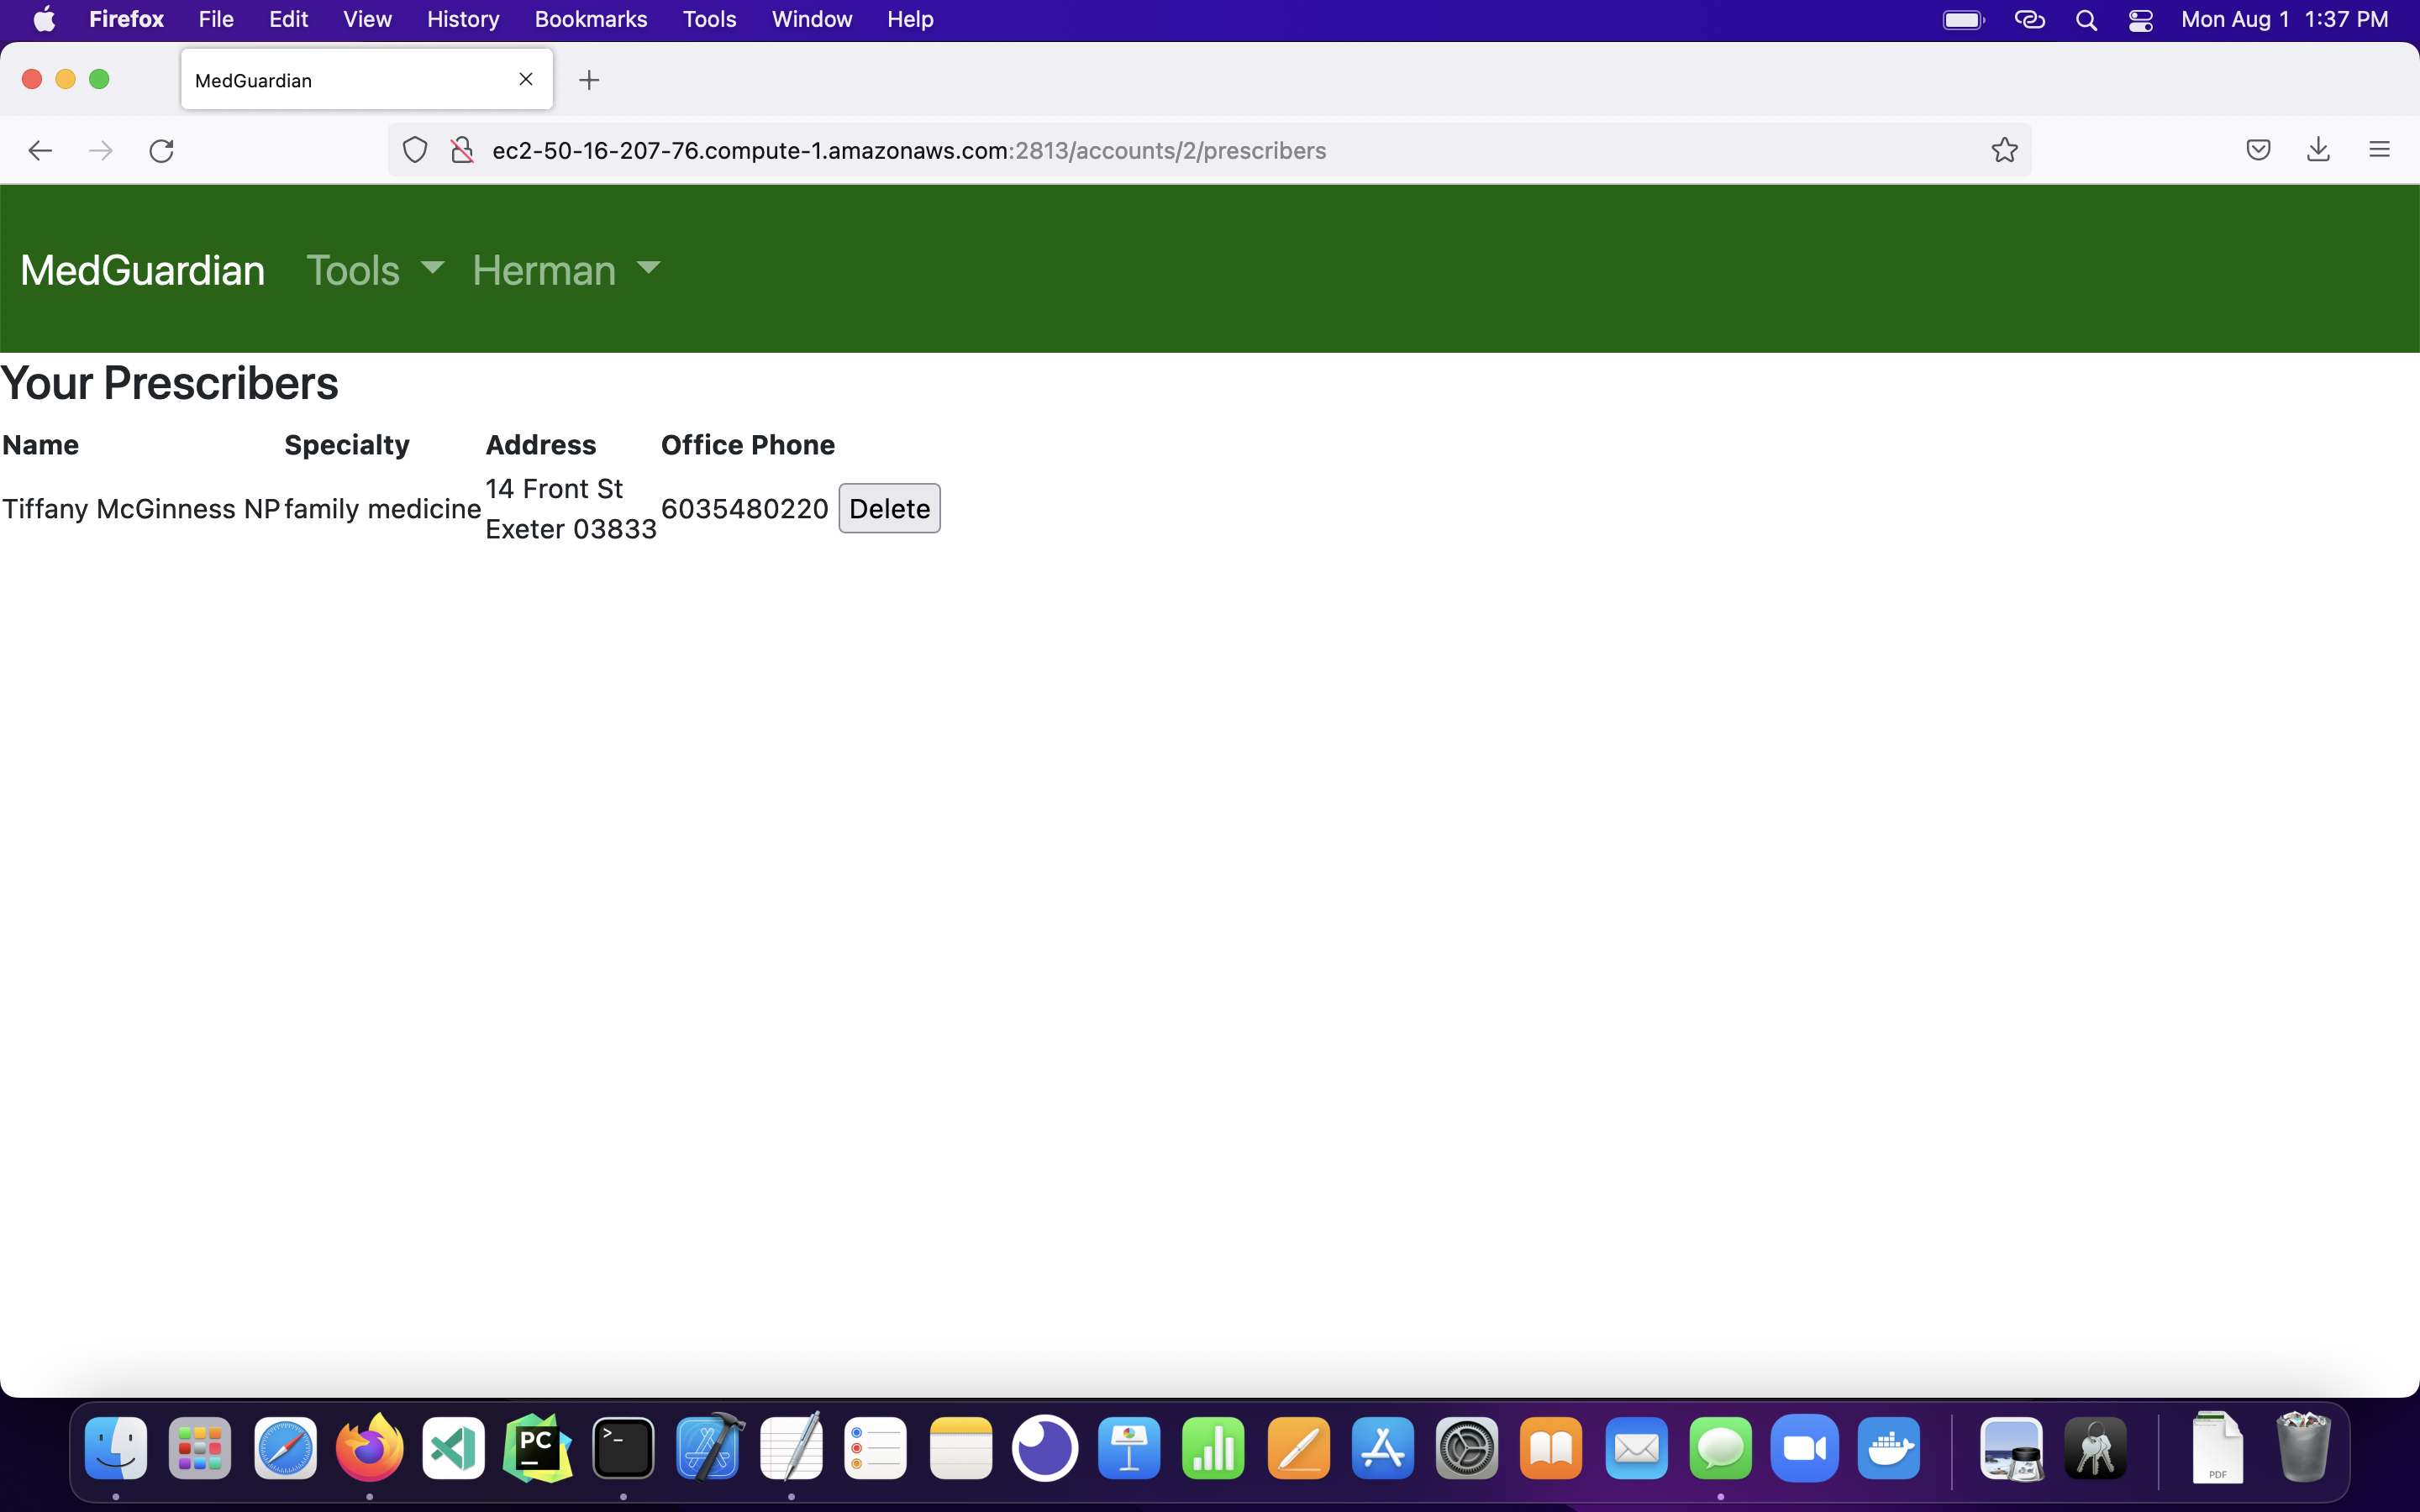 Firefox File Edit View History Bookmarks Tools Window Help Mon Aug 1 1:37 PM
MedGuardian
ec2-50-16-207-76.compute-1.amazonaws.com:2813/accounts/2/prescribers
MedGuardian Tools Herman
Your Prescribers
Name Specialty Address Office Phone
Tiffany McGinness NP family medicine 14 Front St 6035480220 Delete
Exeter 03833
PC
>_
PDF